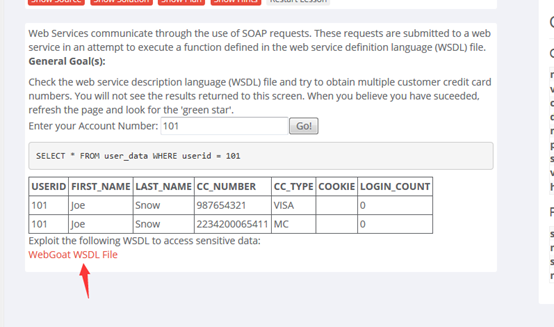 Show Source Show Solution Show Plan Show Hints Restart Lesson
Web Services communicate through the use of SOAP requests. These requests are submitted to a web
service in an attempt to execute a function defined in the web service definition language (WSDL) file.
General Goal(s):
Check the web service description language (WSDL) file and try to obtain multiple customer credit card
numbers. You will not see the results returned to this screen. When you believe you have suceeded,
refresh the page and look for the 'green star'.
Enter your Account Number: 101 Go!
SELECT * FROM user_data WHERE userid = 101
USERID FIRST_NAME LAST_NAME CC_NUMBER CC_TYPE COOKIE LOGIN_COUNT
101 Joe Snow 987654321 VISA 0
101 Joe Snow 2234200065411 MC 0
Exploit the following WSDL to access sensitive data:
WebGoat WSDL File